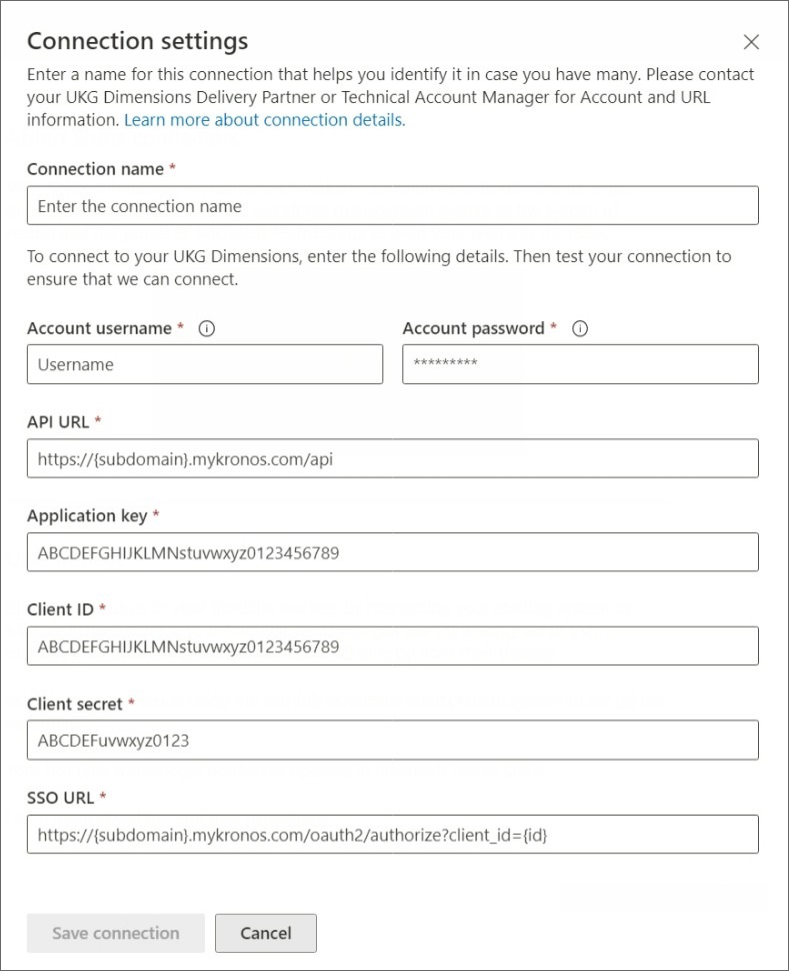 Connection settings
Enter a name for this connection that helps you identify it in case you have many. Please contact
your UKG Dimensions Delivery Partner or Technical Account Manager for Account and URL
information. Learn more about connection details.
Connection name *
Enter the connection name
To connect to your UKG Dimensions, enter the following details. Then test your connection to
ensure that we can connect.
Account username * Account password *
Username *********
API URL *
https://{subdomain}.mykronos.com/api
Application key *
ABCDEFGHIJKLMNstuvwxyz0123456789
Client ID *
ABCDEFGHIJKLMNstuvwxyz0123456789
Client secret *
ABCDEFuvwxyz0123
SSO URL *
https://{subdomain}.mykronos.com/oauth2/authorize?client_id={id}
Save connection Cancel